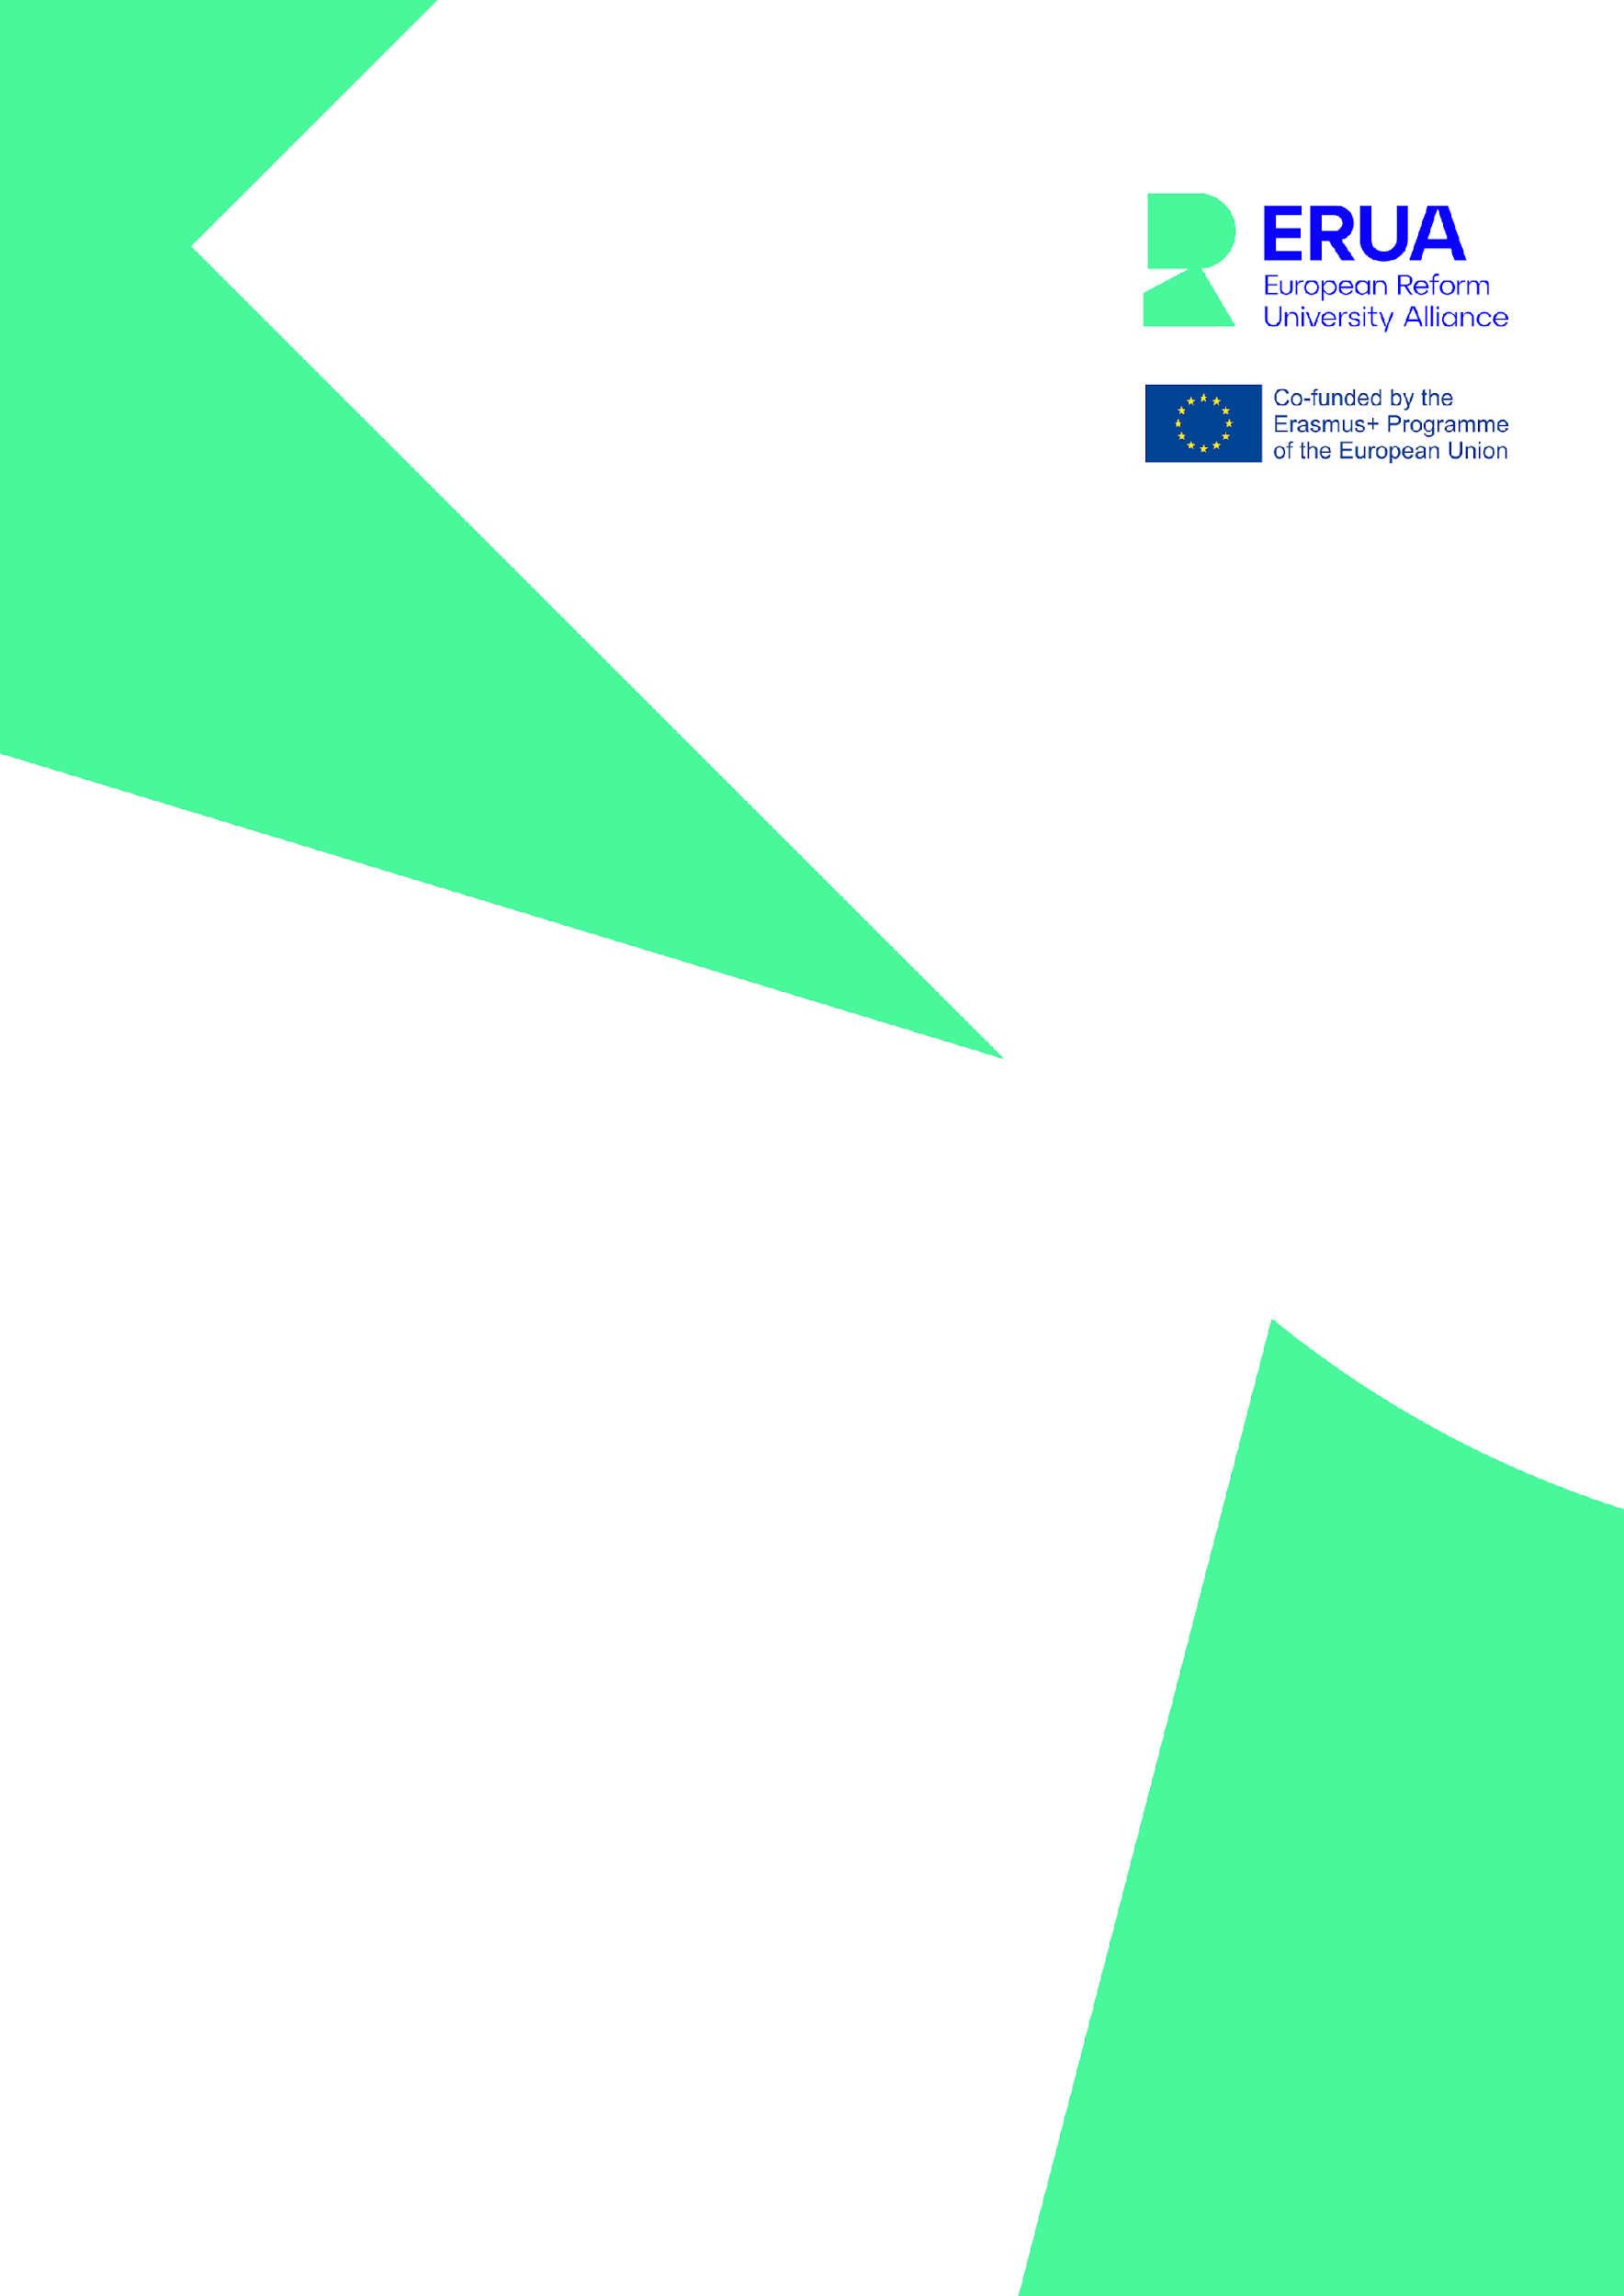 ERUA
European Reform
University Alliance
Co-funded by the
Erasmus+ Programme
of the European Union